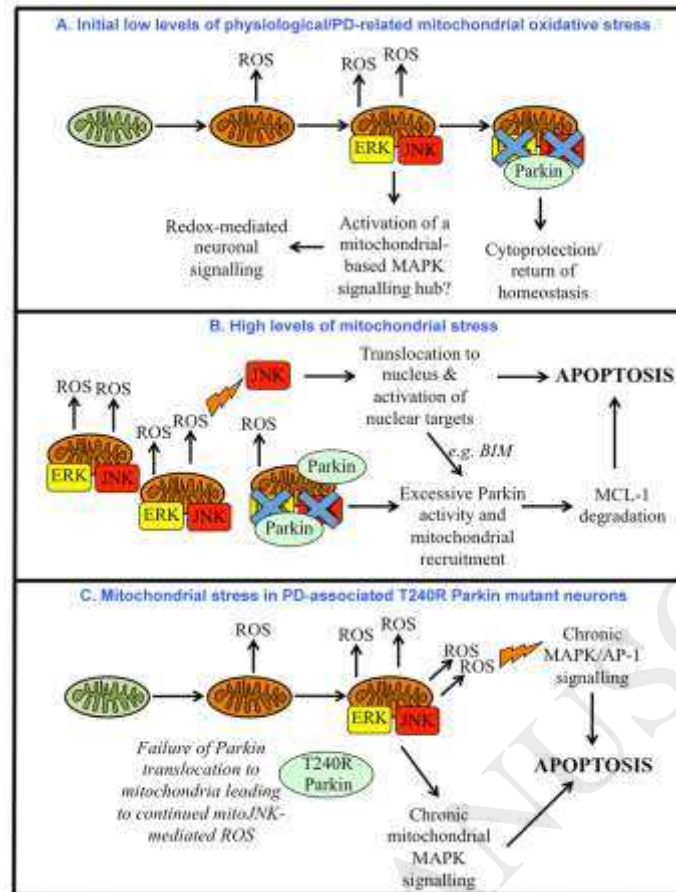 A. Initial low levels of physiological/PD-related mitochondrial oxidative stress
ROS
ROS
ROS
ERK
JNK
Parkin
Redox-mediated
neuronal
signalling
Activation of a
mitochondrial-
based MAPK
signalling hub?
Cytoprotection/
return of
homeostasis
B. High levels of mitochondrial stress
ROS
ROS
ERK
JNK
ROS
ROS
ERK
JNK
JNK
ROS
Parkin
Parkin
Translocation to
nucleus &
activation of
nuclear targets
APOPTOSIS
e.g. BIM
Excessive Parkin
activity and
mitochondrial
recruitment
MCL-1
degradation
C. Mitochondrial stress in PD-associated T240R Parkin mutant neurons
ROS
ROS
ROS
ROS
ROS
ERK
JNK
Chronic
MAPK/AP-1
signalling
Failure of Parkin
translocation to
mitochondria leading
to continued mitoJNK-
mediated ROS
T240R
Parkin
APOPTOSIS
Chronic
mitochondrial
MAPK
signalling
ANUSC